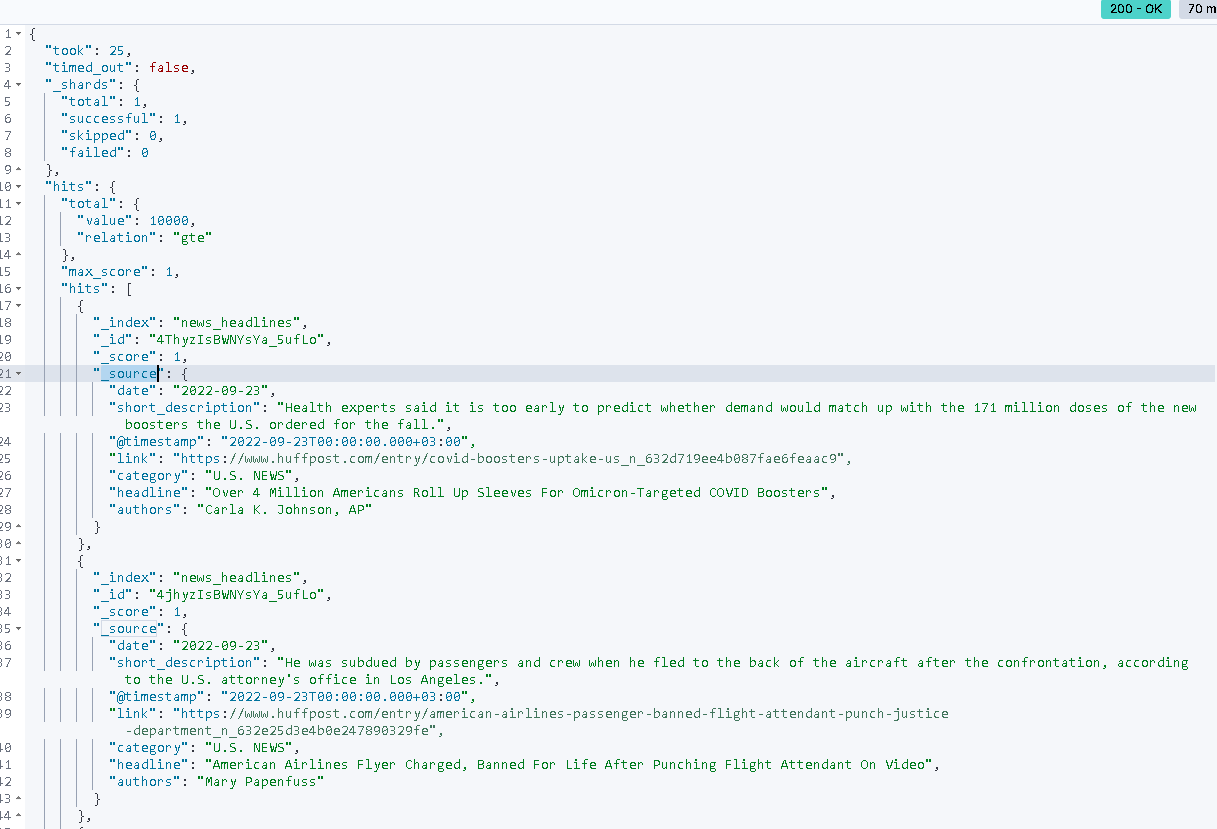 200 - OK 70 m
1 {
2 "took": 25,
3 "timed_out": false,
4 "_shards": {
5 "total": 1,
6 "successful": 1,
7 "skipped": 0,
8 "failed": 0
9 },
10 "hits": {
11 "total": {
12 "value": 10000,
13 "relation": "gte"
14 },
15 "max_score": 1,
16 "hits": [
17 {
18 "_index": "news_headlines",
19 "_id": "4ThyzIsBWNYsYa_5ufLo",
20 "_score": 1,
21 "_source": {
22 "date": "2022-09-23",
23 "short_description": "Health experts said it is too early to predict whether demand would match up with the 171 million doses of the new
boosters the U.S. ordered for the fall.",
24 "@timestamp": "2022-09-23T00:00:00.000+03:00",
25 "link": "https://www.huffpost.com/entry/covid-boosters-uptake-us_n_632d719ee4b087fae6feaac9",
26 "category": "U.S. NEWS",
27 "headline": "Over 4 Million Americans Roll Up Sleeves For Omicron-Targeted COVID Boosters",
28 "authors": "Carla K. Johnson, AP"
29 }
30 },
31 {
32 "_index": "news_headlines",
33 "_id": "4jhyzIsBWNYsYa_5ufLo",
34 "_score": 1,
35 "_source": {
36 "date": "2022-09-23",
37 "short_description": "He was subdued by passengers and crew when he fled to the back of the aircraft after the confrontation, according
to the U.S. attorney's office in Los Angeles.",
38 "@timestamp": "2022-09-23T00:00:00.000+03:00",
39 "link": "https://www.huffpost.com/entry/american-airlines-passenger-banned-flight-attendant-punch-justice
-department_n_632e25d3e4b0e247890329fe",
40 "category": "U.S. NEWS",
41 "headline": "American Airlines Flyer Charged, Banned For Life After Punching Flight Attendant On Video",
42 "authors": "Mary Papenfuss"
43 }
44 },